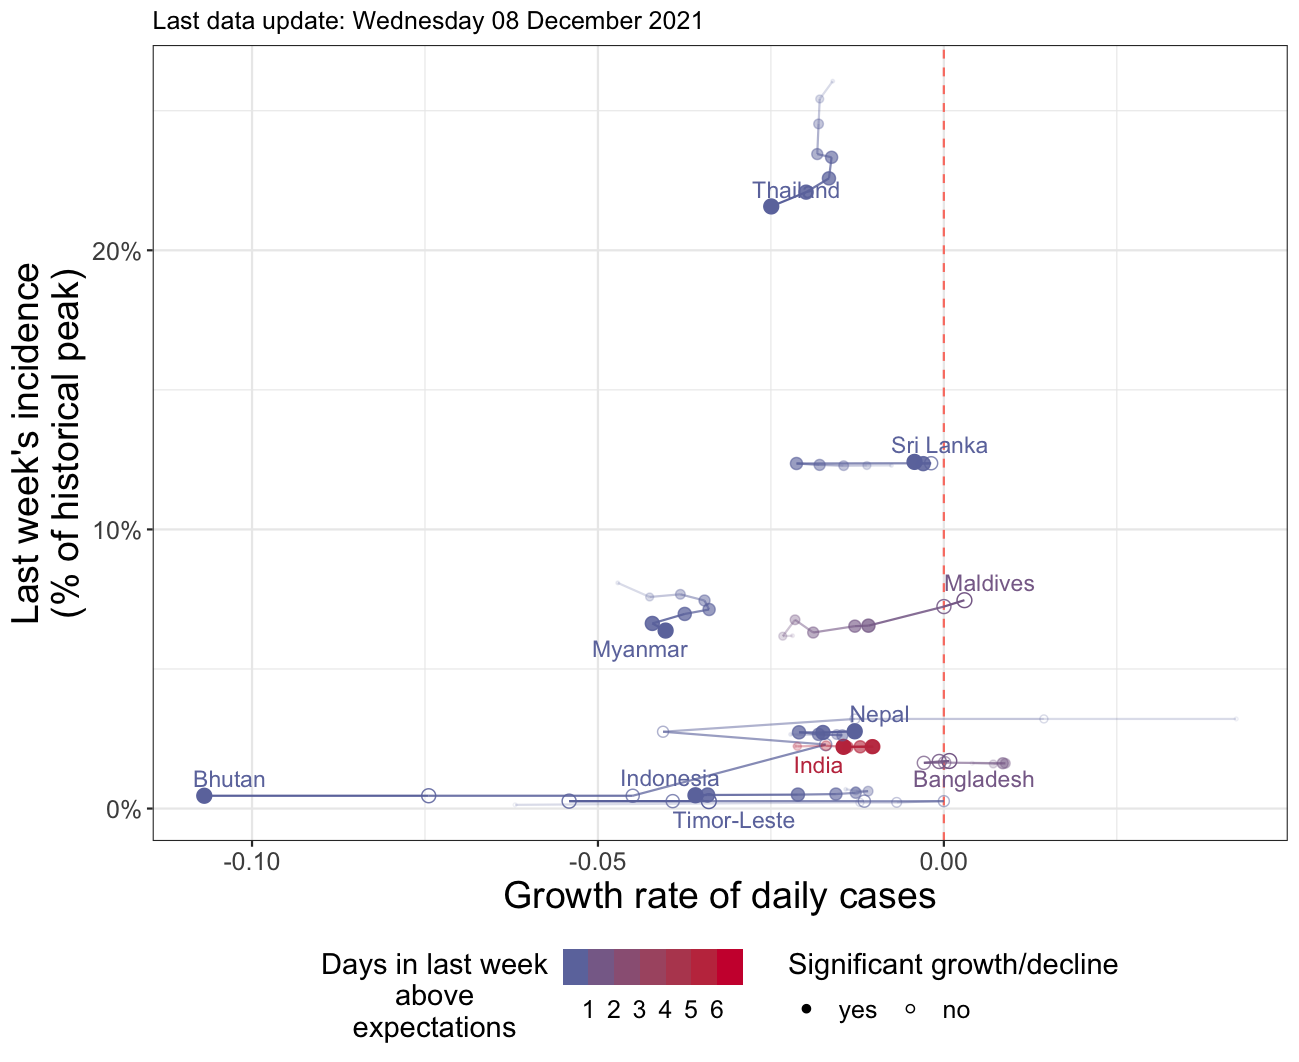 Last data update: Wednesday 08 December 2021
Last week's incidence
(% of historical peak)
20%
10%
0%
Thailand
Sri Lanka
Maldives
Myanmar
Nepal
India
Bhutan
Indonesia
Bangladesh
Timor-Leste
-0.10
-0.05
0.00
Growth rate of daily cases
Days in last week
above
expectations
1 2 3 4 5 6
Significant growth/decline
yes no